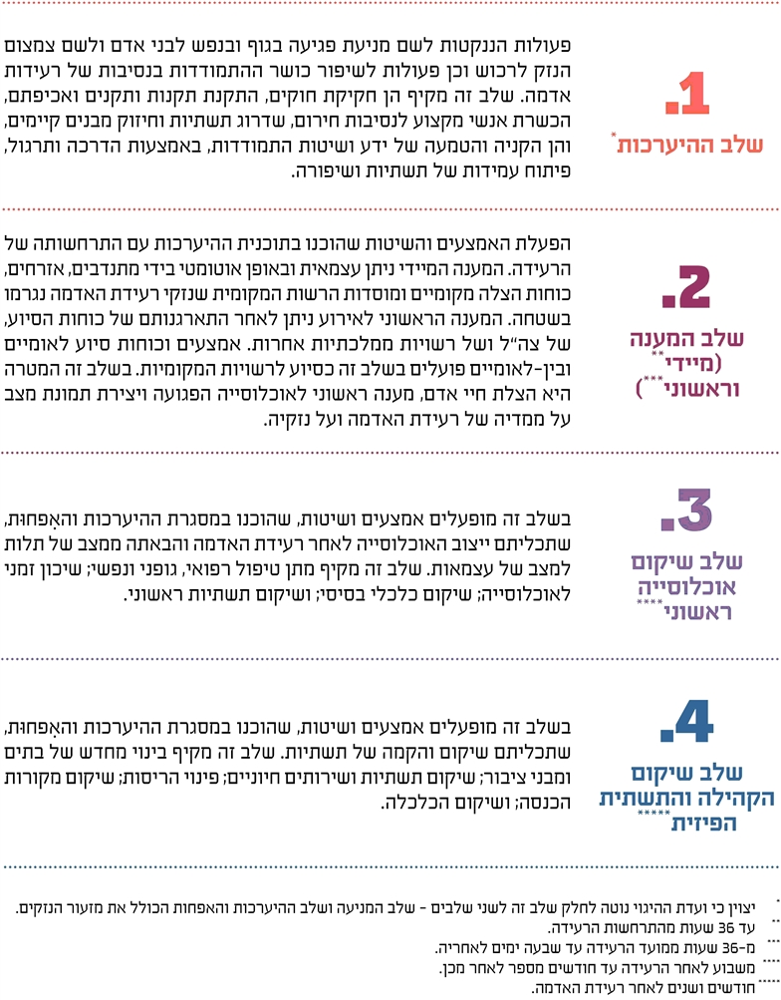 1.
שלב ההיערכות*
פעולות הננקטות לשם מניעת פגיעה בגוף ובנפש לבני אדם ולשם צמצום
הנזק לרכוש וכן פעולות לשיפור כושר ההתמודדות בנסיבות של רעידות
אדמה. שלב זה מקיף הן חקיקת חוקים, התקנת תקנות ותקנים ואכיפתם,
הכשרת אנשי מקצוע לנסיבות חירום, שדרוג תשתיות וחיזוק מבנים קיימים,
והן הקניה והטמעה של ידע ושיטות התמודדות, באמצעות הדרכה ותרגול,
פיתוח עמידות של תשתיות ושיפורה.
2.
שלב המענה
(מיידי**
וראשוני***)
הפעלת האמצעים והשיטות שהוכנו בתוכנית ההיערכות עם התרחשותה של
הרעידה. המענה המיידי ניתן עצמאית ובאופן אוטומטי בידי מתנדבים, אזרחים,
כוחות הצלה מקומיים ומוסדות הרשות המקומית שנזקי רעידת האדמה נגרמו
בשטחה. המענה הראשוני לאירוע ניתן לאחר התארגנותם של כוחות הסיוע,
של צה״ל ושל רשויות ממלכתיות אחרות. אמצעים וכוחות סיוע לאומיים
ובין-לאומיים פועלים בשלב זה כסיוע לרשויות המקומיות. בשלב זה המטרה
היא הצלת חיי אדם, מענה ראשוני לאוכלוסייה הפגועה ויצירת תמונת מצב
על ממדיה של רעידת האדמה ועל נזקיה.
3.
שלב שיקום
אוכלוסייה
ראשוני****
בשלב זה מופעלים אמצעים ושיטות, שהוכנו במסגרת ההיערכות והאִפחוּת,
שתכליתם ייצוב האוכלוסייה לאחר רעידת האדמה והבאתה ממצב של תלות
למצב של עצמאות. שלב זה מקיף מתן טיפול רפואי, גופני ונפשי; שיכון זמני
לאוכלוסייה; שיקום כלכלי בסיסי; ושיקום תשתיות ראשוני.
4.
שלב שיקום
הקהילה והתשתית
הפיזית*****
בשלב זה מופעלים אמצעים ושיטות, שהוכנו במסגרת ההיערכות והאִפחוּת,
שתכליתם שיקום והקמה של תשתיות. שלב זה מקיף בינוי מחדש של בתים
ומבני ציבור; שיקום תשתיות ושירותים חיוניים; פינוי הריסות; שיקום מקורות
הכנסה; ושיקום הכלכלה.
* יצוין כי ועדת ההיגוי נוטה לחלק שלב זה לשני שלבים - שלב המניעה ושלב ההיערכות והאפחות הכולל את מזעור הנזקים.
** עד 36 שעות מהתרחשות הרעידה.
*** מ-36 שעות ממועד הרעידה עד שבעה ימים לאחריה.
**** משבוע לאחר הרעידה עד חודשים מספר לאחר מכן.
***** חודשים ושנים לאחר רעידת האדמה.